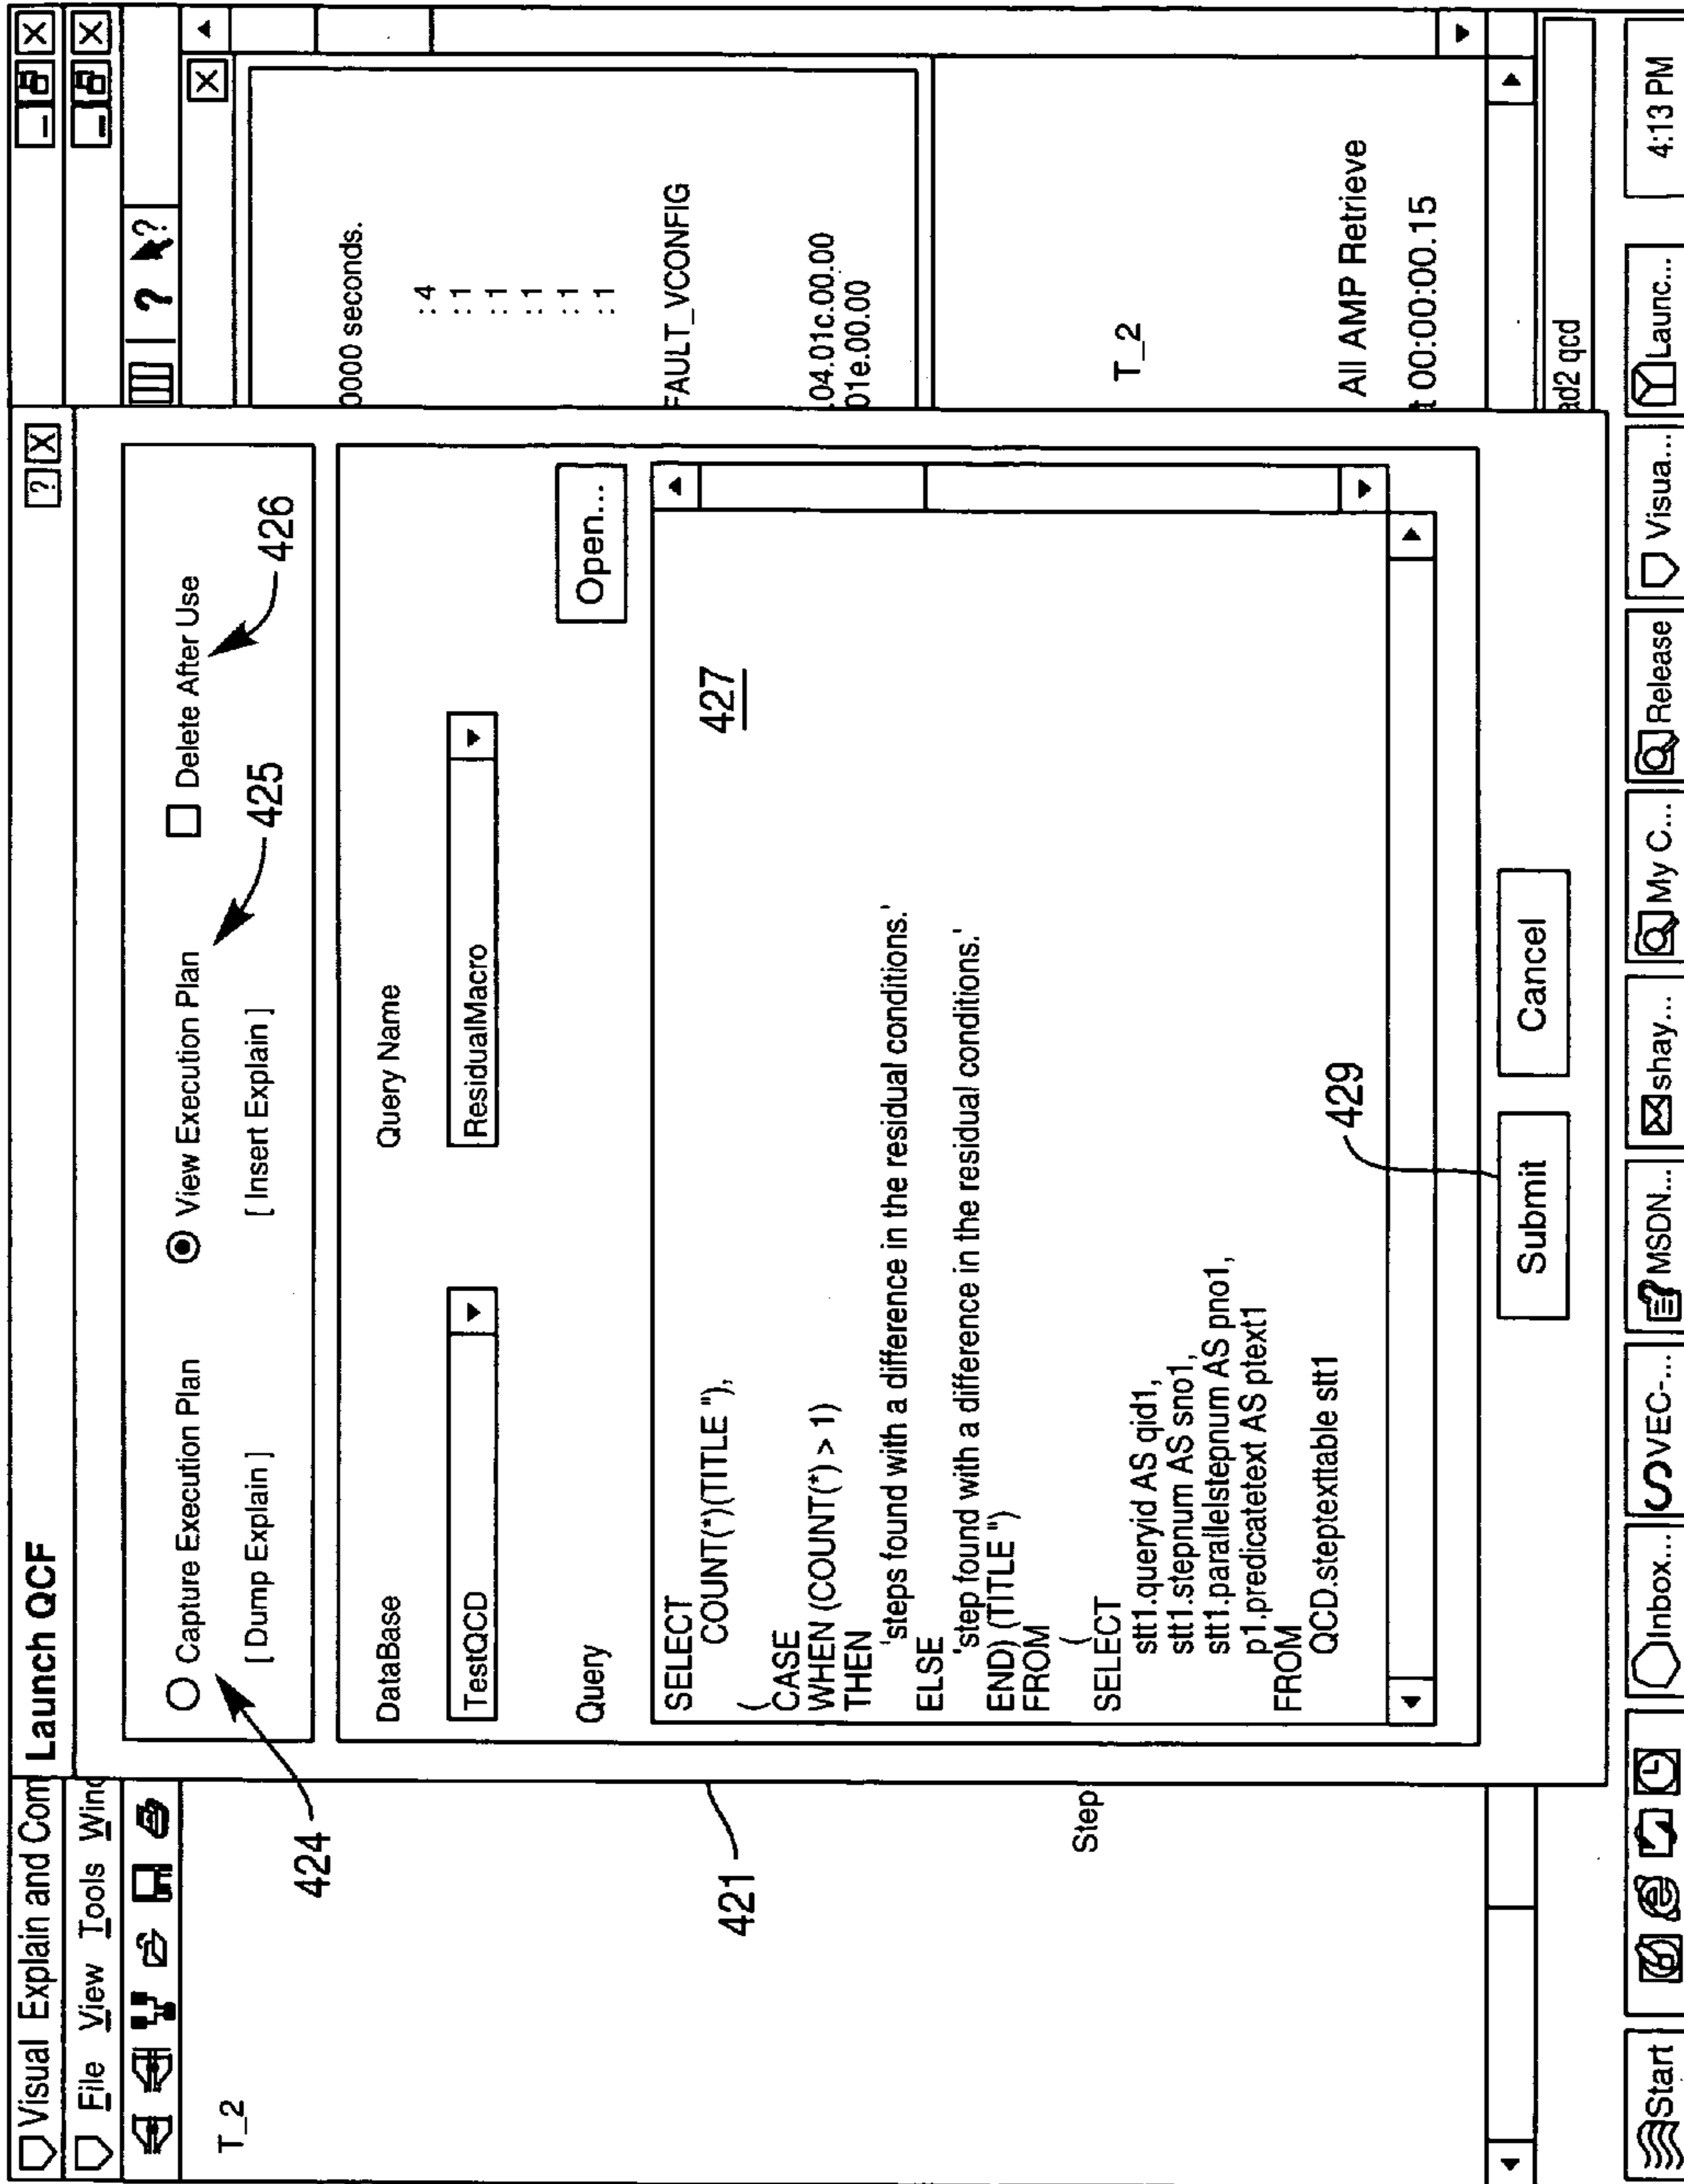 Visual Explain and Com
Launch QCF
File View Tools Wind
?
T_2
Capture Execution Plan
View Execution Plan
Delete After Use
[ Dump Explain ]
[ Insert Explain ]
424
425
426
DataBase
Query Name
TestQCD
ResidualMacro
Query
Open...
427
SELECT
COUNT(*)(TITLE "),
(
CASE
WHEN (COUNT(*) > 1)
THEN
'steps found with a difference in the residual conditions.'
ELSE
'step found with a difference in the residual conditions.'
END) (TITLE ")
FROM
(
SELECT
stt1.queryid AS qid1,
stt1.stepnum AS sno1,
stt1.parallelstepnum AS pno1,
p1.predicatetext AS ptext1
FROM
QCD.steptexttable stt1
421
429
Submit
Cancel
Step
0000 seconds.
: 4
: 1
: 1
: 1
: 1
: 1
FAULT_VCONFIG
.04.01c.00.00
01e.00.00
T_2
All AMP Retrieve
t 00:00:00.15
ad2 qcd
Start
Inbox...
VEC-...
MSDN...
shay...
My C...
Release
Visua...
Launc...
4:13 PM